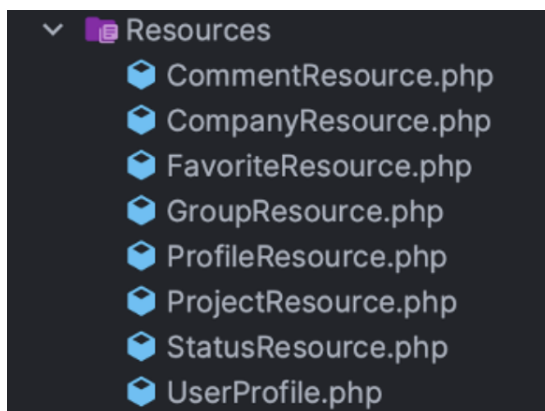 Resources
CommentResource.php
CompanyResource.php
FavoriteResource.php
GroupResource.php
ProfileResource.php
ProjectResource.php
StatusResource.php
UserProfile.php